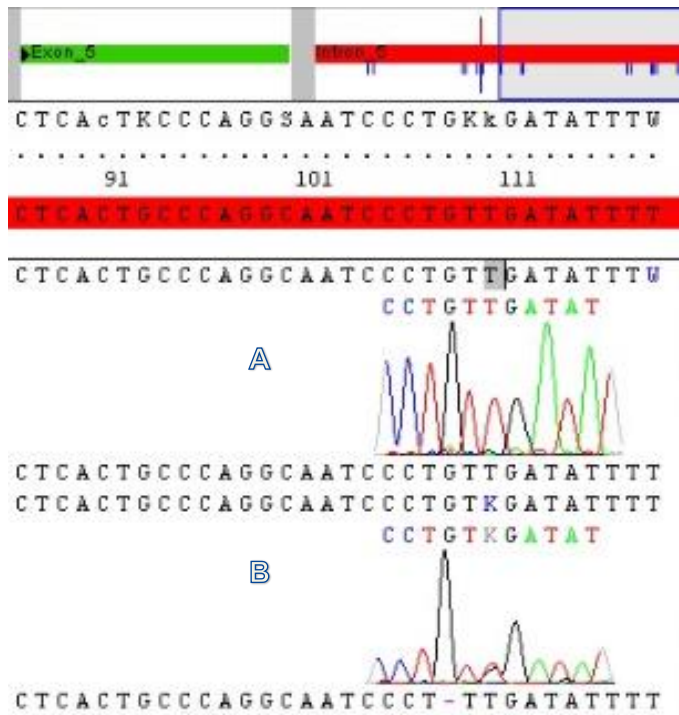 Exon_5 Intron_5
CTCAcTKCCCAGGSAATCCCTGKkGATATTTW
. . . . . . . . . . . . . . . . . . . . . . . . . . . . . . . .
91 101 111
CTCACTGCCCAGGCAATCCCTGTTGATATTTT
CTCACTGCCCAGGCAATCCCTGTTGATATTTW
CCTGTTGATAT
A
CTCACTGCCCAGGCAATCCCTGTTGATATTTT
CTCACTGCCCAGGCAATCCCTGTKGATATTTT
CCTGTKGATAT
B
CTCACTGCCCAGGCAATCCCT-TTGATATTTT